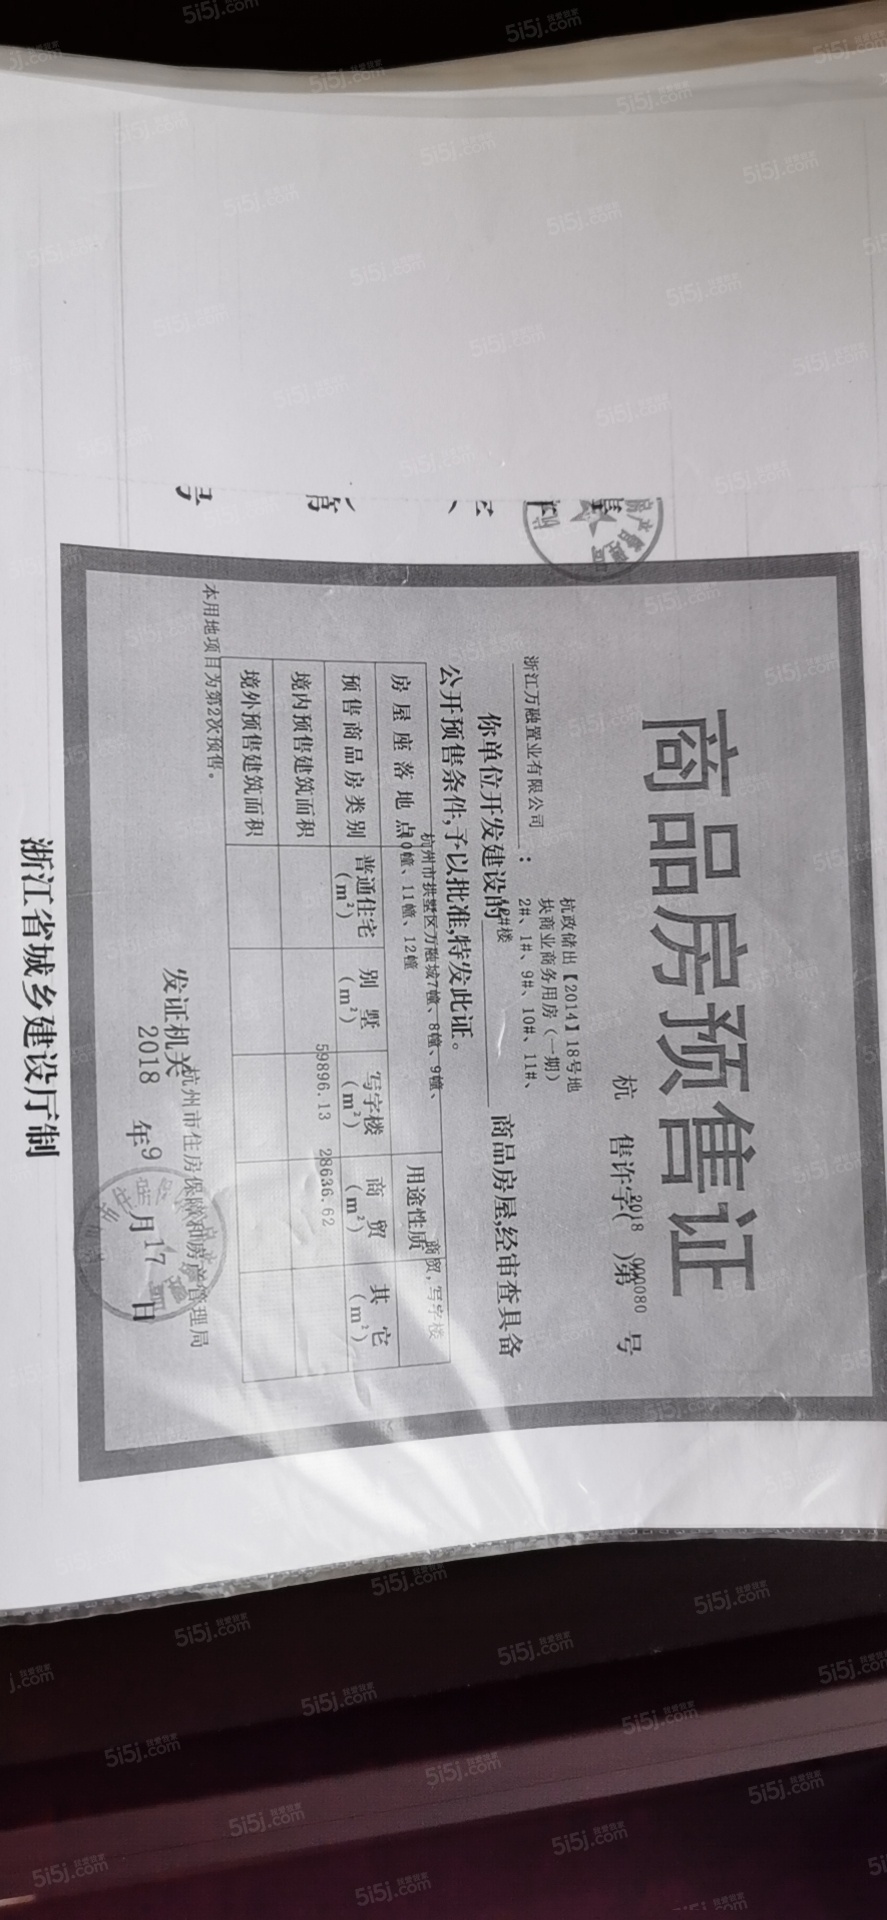 商品房预售证
杭 售许字(2018)第000080 号
杭政储出【2014】18号地
块商业商务用房（一期）
2#、1#、9#、10#、11#、
浙江万融置业有限公司：
12#楼
你单位开发建设的 商品房屋,经审查具备
公开预售条件,予以批准,特发此证。
杭州市拱墅区万融城7幢、8幢、9幢、
10幢、11幢、12幢
房屋座落地点 用途性质 商贸,写字楼
预售商品房类别 普通住宅(m²) 别墅(m²) 写字楼(m²) 商贸(m²) 其它(m²)
境内预售建筑面积 59896.13 28636.62
境外预售建筑面积
本用地项目为第2次预售。
发证机关 杭州市住房保障和房产管理局
2018 年 9 月 17 日
浙江省城乡建设厅制
5i5j.com 我爱我家